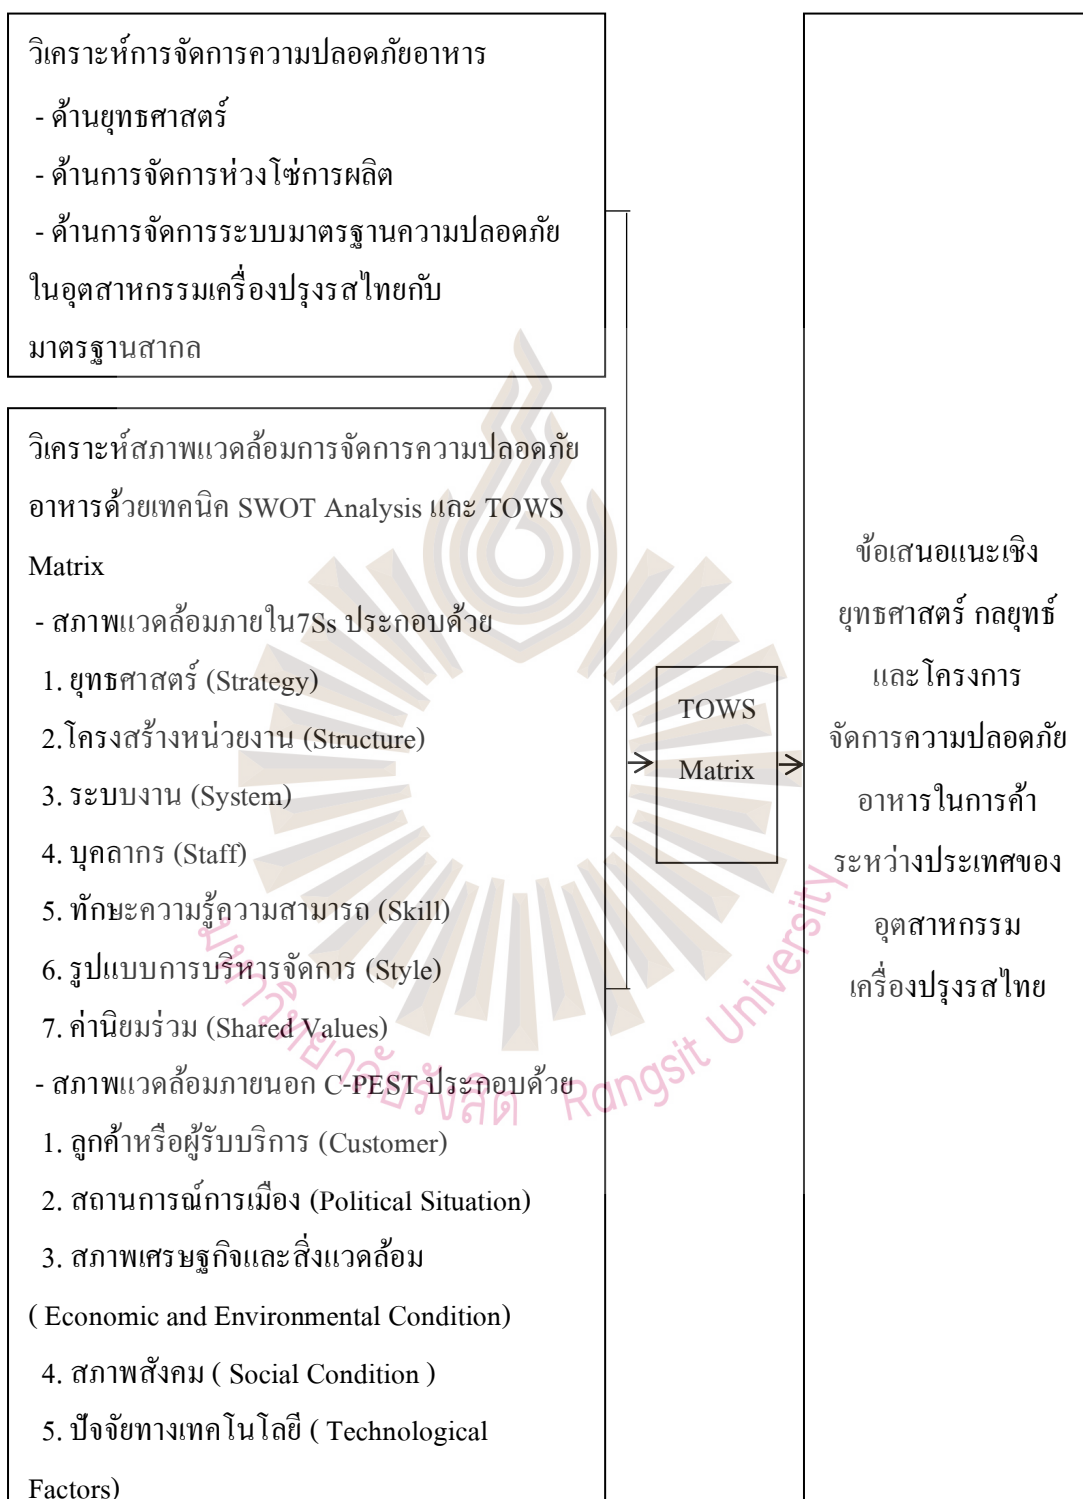 วิเคราะห์การจัดการความปลอดภัยอาหาร
- ด้านยุทธศาสตร์
- ด้านการจัดการห่วงโซ่การผลิต
- ด้านการจัดการระบบมาตรฐานความปลอดภัย
ในอุตสาหกรรมเครื่องปรุงรสไทยกับ
มาตรฐานสากล
วิเคราะห์สภาพแวดล้อมการจัดการความปลอดภัย
อาหารด้วยเทคนิค SWOT Analysis และ TOWS
Matrix
- สภาพแวดล้อมภายใน7Ss ประกอบด้วย
1. ยุทธศาสตร์ (Strategy)
2.โครงสร้างหน่วยงาน (Structure)
3. ระบบงาน (System)
4. บุคลากร (Staff)
5. ทักษะความรู้ความสามารถ (Skill)
6. รูปแบบการบริหารจัดการ (Style)
7. ค่านิยมร่วม (Shared Values)
- สภาพแวดล้อมภายนอก C-PEST ประกอบด้วย
1. ลูกค้าหรือผู้รับบริการ (Customer)
2. สถานการณ์การเมือง (Political Situation)
3. สภาพเศรษฐกิจและสิ่งแวดล้อม
( Economic and Environmental Condition)
4. สภาพสังคม ( Social Condition )
5. ปัจจัยทางเทคโนโลยี ( Technological
Factors)
TOWS
Matrix
ข้อเสนอแนะเชิง
ยุทธศาสตร์ กลยุทธ์
และโครงการ
จัดการความปลอดภัย
อาหารในการค้า
ระหว่างประเทศของ
อุตสาหกรรม
เครื่องปรุงรสไทย
มหาวิทยาลัยรังสิต Rangsit University